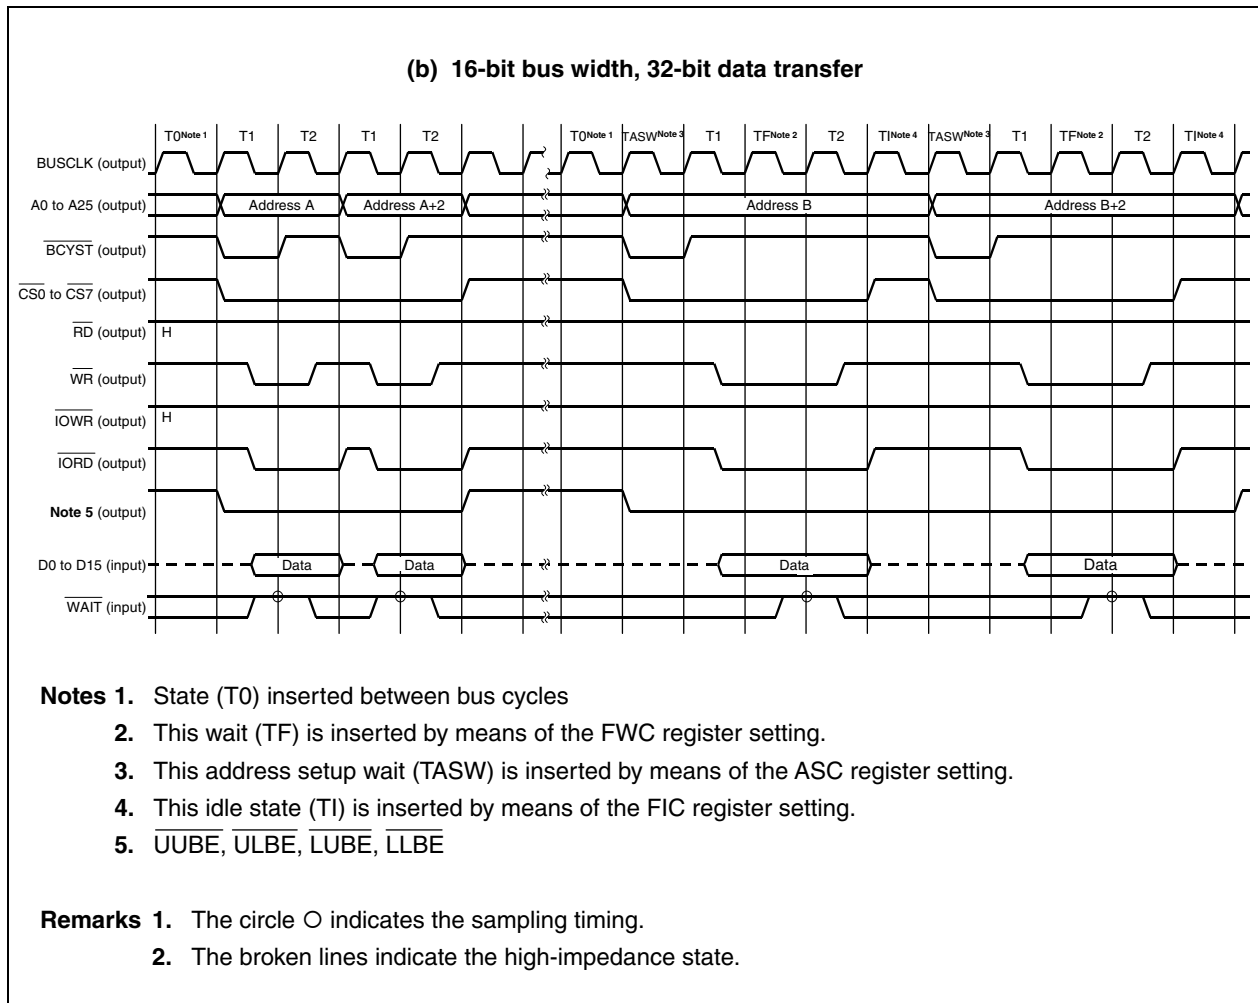 (b) 16-bit bus width, 32-bit data transfer
T0Note 1 T1 T2 T1 T2 T0Note 1 TASWNote 3 T1 TFNote 2 T2 TINote 4 TASWNote 3 T1 TFNote 2 T2 TINote 4
BUSCLK (output)
A0 to A25 (output) Address A Address A+2 Address B Address B+2
BCYST (output)
CS0 to CS7 (output)
RD (output) H
WR (output)
IOWR (output) H
IORD (output)
Note 5 (output)
D0 to D15 (input) Data Data Data Data
WAIT (input)
Notes 1. State (T0) inserted between bus cycles
2. This wait (TF) is inserted by means of the FWC register setting.
3. This address setup wait (TASW) is inserted by means of the ASC register setting.
4. This idle state (TI) is inserted by means of the FIC register setting.
5. UUBE, ULBE, LUBE, LLBE
Remarks 1. The circle ○ indicates the sampling timing.
2. The broken lines indicate the high-impedance state.